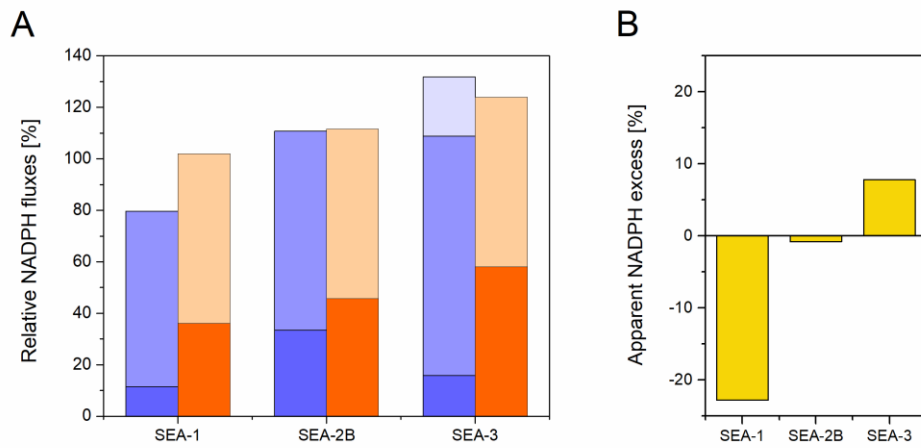 A
Relative NADPH fluxes [%]
140
120
100
80
60
40
20
0
SEA-1 SEA-2B SEA-3
B
Apparent NADPH excess [%]
20
10
0
-10
-20
SEA-1 SEA-2B SEA-3